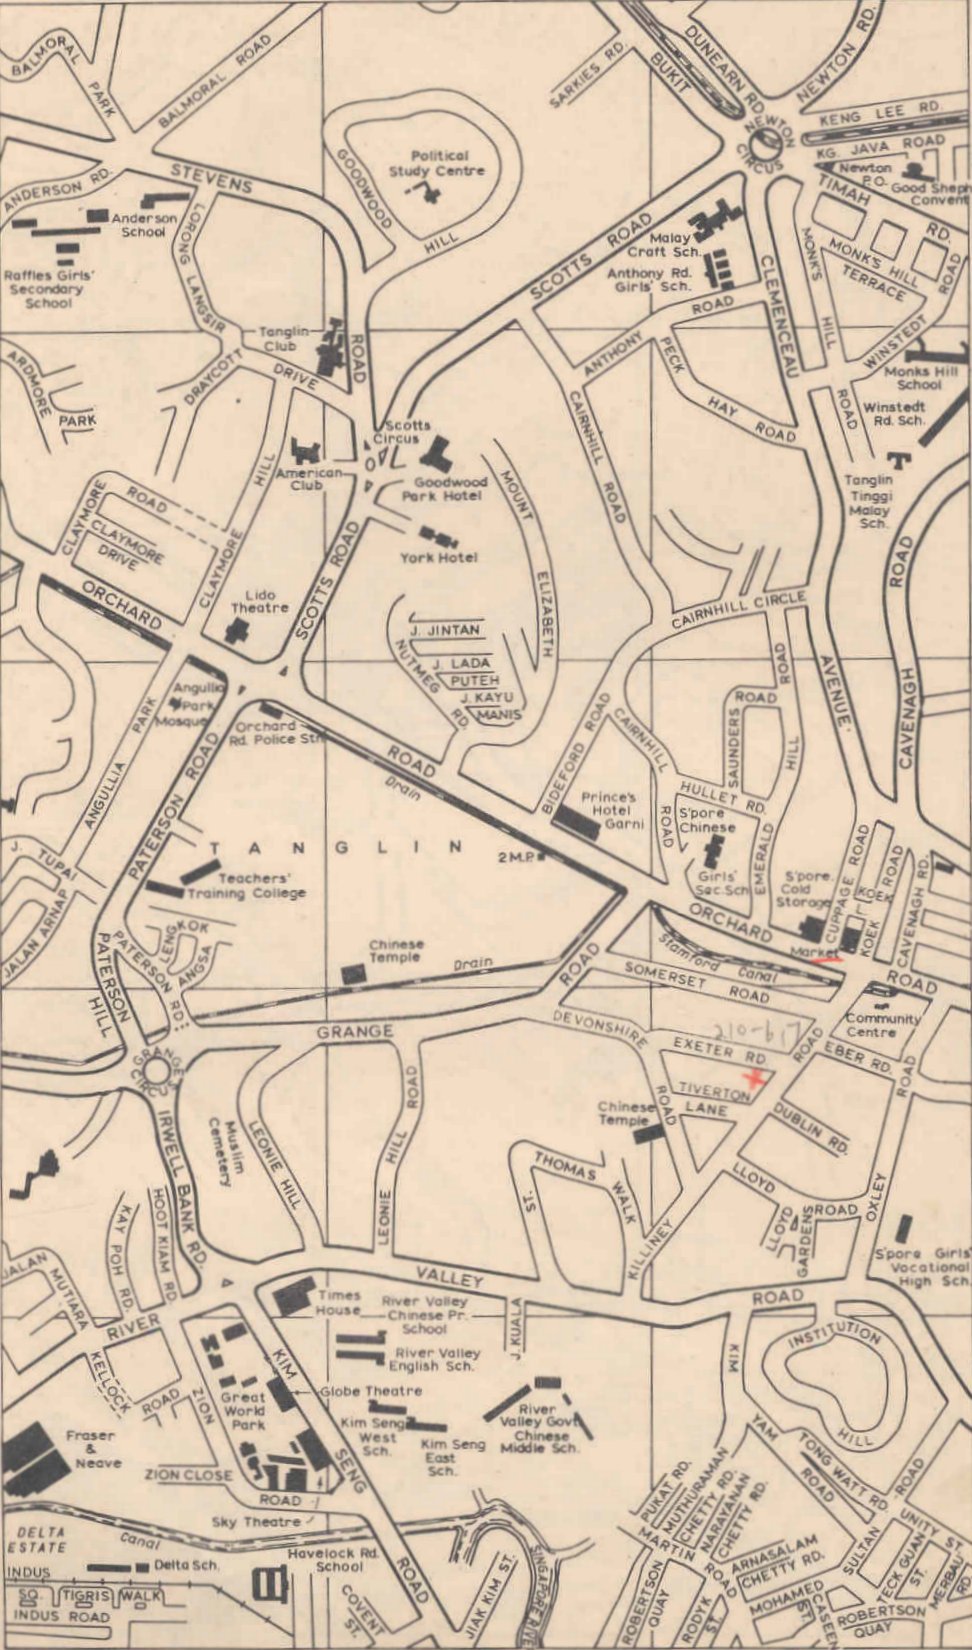 BALMORAL
PARK
BALMORAL ROAD
SARKIES RD.
DUNEARN RD.
BUKIT
NEWTON RD.
NEWTON
CIRCUS
KENG LEE RD.
KG. JAVA ROAD
Newton
P.O.
Good Sheph
Convent
TIMAH
RD.
ANDERSON RD.
STEVENS
ROAD
Anderson
School
Raffles Girls'
Secondary
School
LORONG LANGSIR
GOODWOOD
HILL
Political
Study Centre
SCOTTS ROAD
Malay
Craft Sch.
Anthony Rd.
Girls' Sch.
CLEMENCEAU
MONK'S
HILL
ROAD
MONK'S HILL
TERRACE
WINSTEDT
ROAD
Monks Hill
School
Winstedt
Rd. Sch.
Tanglin
Club
ANTHONY
ROAD
PECK
HAY ROAD
ARDMORE
PARK
DRAYCOTT
DRIVE
Scotts
Circus
American
Club
Goodwood
Park Hotel
York Hotel
MOUNT
ELIZABETH
CAIRNHILL ROAD
Tanglin
Tinggi
Malay
Sch.
CLAYMORE
ROAD
CLAYMORE
DRIVE
CLAYMORE
HILL
ORCHARD
Lido
Theatre
SCOTTS ROAD
J. JINTAN
J. LADA
PUTEH
J. KAYU
MANIS
NUTMEG
RD.
CAIRNHILL CIRCLE
AVENUE
CAVENAGH
ROAD
Angullia
Park
Mosque
Orchard
Rd. Police Stn.
ROAD
Drain
BIDEFORD ROAD
CAIRNHILL
ROAD
SAUNDERS
ROAD
EMERALD
HILL
ROAD
HULLET RD.
ANGULLIA
PARK
PATERSON ROAD
Prince's
Hotel
Garni
S'pore
Chinese
Girls'
Sec. Sch.
S'pore.
Cold
Storage
CUPPAGE ROAD
KOEK
KOEK ROAD
CAVENAGH RD.
TANGLIN
2 M.P.
J. TUPAI
JALAN ARNAP
Teachers'
Training College
LENGKOK
ANGSA
PATERSON RD.
PATERSON
HILL
Chinese
Temple
Drain
ORCHARD
Market
ROAD
Stamford Canal
SOMERSET ROAD
Community
Centre
GRANGE
ROAD
DEVONSHIRE
ROAD
EXETER RD.
ROAD
EBER RD.
GRANGE
CIRCUS
TIVERTON
LANE
DUBLIN RD.
Chinese
Temple
Muslim
Cemetery
LEONIE HILL
LEONIE
HILL ROAD
IRWELL BANK RD.
THOMAS
WALK
ST.
KILLINEY
LLOYD
ROAD
LLOYD
GARDENS
OXLEY
ROAD
S'pore Girls'
Vocational
High Sch.
KAY POH RD.
HOOT KIAM RD.
JALAN
MUTIARA
RIVER
VALLEY
ROAD
Times
House
River Valley
Chinese Pr.
School
River Valley
English Sch.
J. KUALA
KIM
YAM
ROAD
INSTITUTION
HILL
KELLOCK
ROAD
ZION
Great
World
Park
KIM
SENG
ROAD
Globe Theatre
Kim Seng
West
Sch.
Kim Seng
East
Sch.
River
Valley Govt.
Chinese
Middle Sch.
Fraser
&
Neave
ZION CLOSE
ROAD
Sky Theatre
TONG WATT RD.
PUKAT RD.
MUTHURAMAN
CHETTY RD.
NARAYANAN
CHETTY RD.
MARTIN
ROAD
ROAD
UNITY
ST.
DELTA
ESTATE
Canal
INDUS
SQ.
TIGRIS WALK
INDUS ROAD
Delta Sch.
Havelock Rd.
School
COVENT
ST.
JIAK KIM ST.
SINGAPORE RIVER
ROBERTSON
QUAY
RODYK
ST.
ARNASALAM
CHETTY RD.
MOHAMED
SULTAN
TECK GUAN
ST.
MERBAU
RD.
ROBERTSON
QUAY